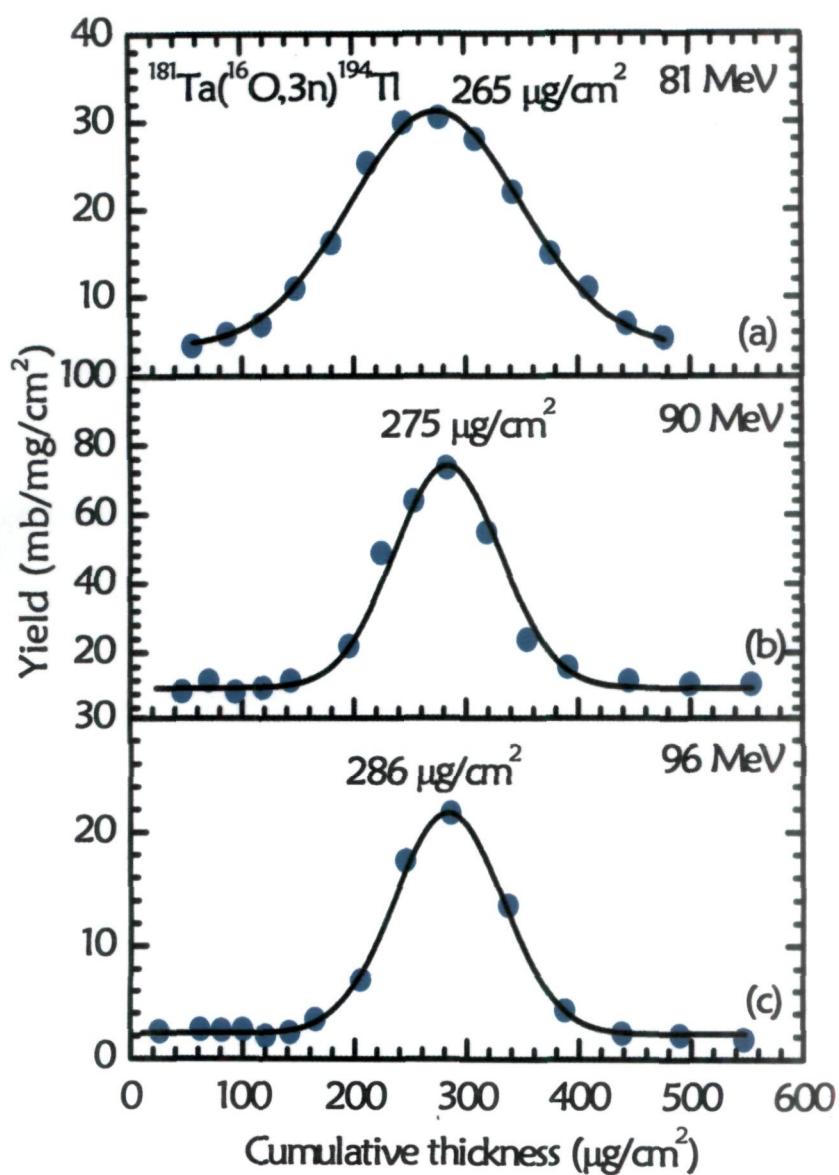 40
181Ta(16O,3n)194Tl 265 μg/cm2 81 MeV
30
20
10
(a)
100
275 μg/cm2 90 MeV
80
60
40
20
(b)
30
286 μg/cm2 96 MeV
20
10
(c)
0
0 100 200 300 400 500 600
Cumulative thickness (μg/cm2)
Yield (mb/mg/cm2)